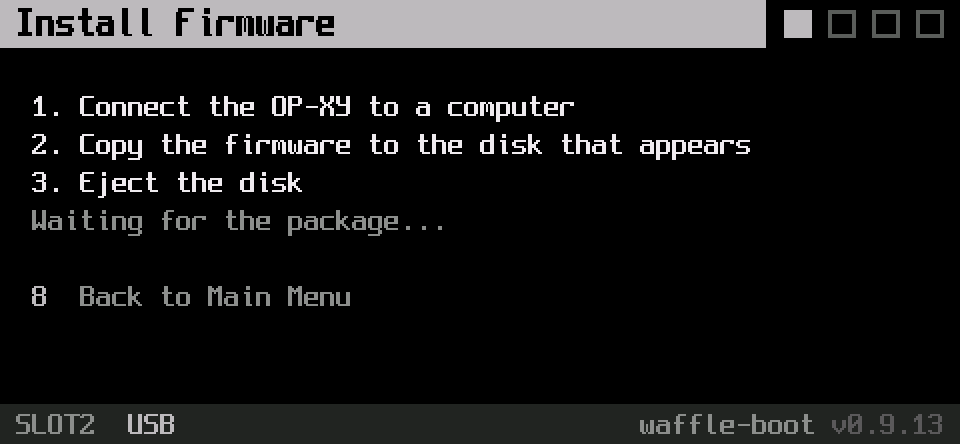 Install Firmware
1. Connect the OP-XY to a computer
2. Copy the firmware to the disk that appears
3. Eject the disk
Waiting for the package...
8 Back to Main Menu
SLOT2 USB waffle-boot v0.9.13